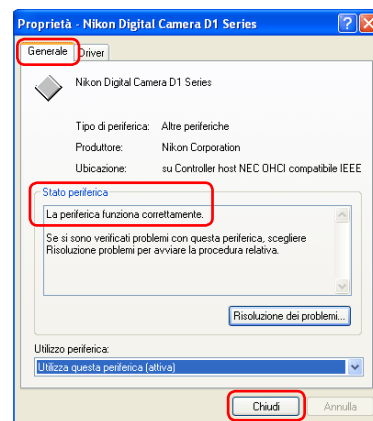 Proprietà - Nikon Digital Camera D1 Series
Generale Driver
Nikon Digital Camera D1 Series
Tipo di periferica: Altre periferiche
Produttore: Nikon Corporation
Ubicazione: su Controller host NEC OHCI compatibile IEEE
Stato periferica
La periferica funziona correttamente.
Se si sono verificati problemi con questa periferica, scegliere
Risoluzione problemi per avviare la procedura relativa.
Risoluzione dei problemi...
Utilizzo periferica:
Utilizza questa periferica (attiva)
Chiudi Annulla